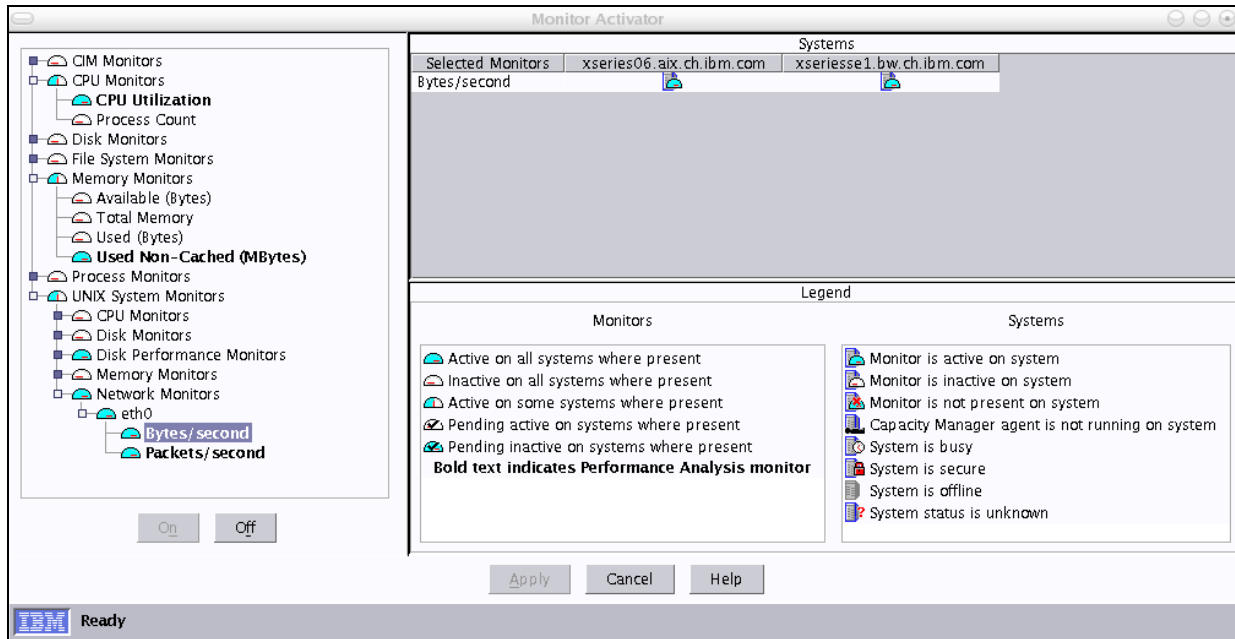 Monitor Activator
CIM Monitors
CPU Monitors
CPU Utilization
Process Count
Disk Monitors
File System Monitors
Memory Monitors
Available (Bytes)
Total Memory
Used (Bytes)
Used Non-Cached (MBytes)
Process Monitors
UNIX System Monitors
CPU Monitors
Disk Monitors
Disk Performance Monitors
Memory Monitors
Network Monitors
eth0
Bytes/second
Packets/second
On
Off
Systems
Selected Monitors xseries06.aix.ch.ibm.com xseriesse1.bw.ch.ibm.com
Bytes/second
Legend
Monitors
Active on all systems where present
Inactive on all systems where present
Active on some systems where present
Pending active on systems where present
Pending inactive on systems where present
Bold text indicates Performance Analysis monitor
Systems
Monitor is active on system
Monitor is inactive on system
Monitor is not present on system
Capacity Manager agent is not running on system
System is busy
System is secure
System is offline
System status is unknown
Apply
Cancel
Help
IBM Ready